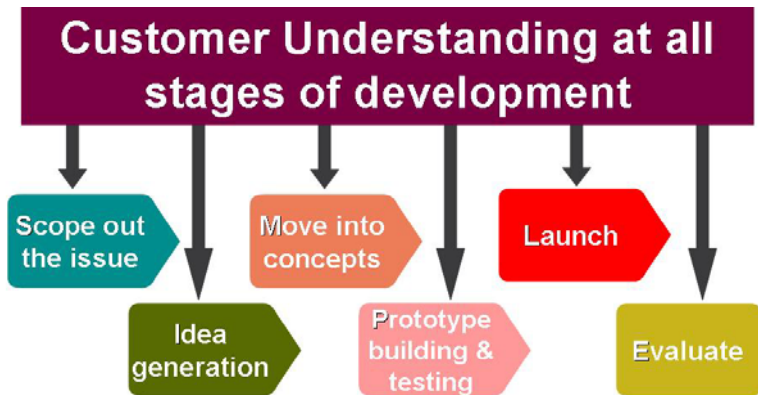 Customer Understanding at all
stages of development
Scope out
the issue
Idea
generation
Move into
concepts
Prototype
building &
testing
Launch
Evaluate